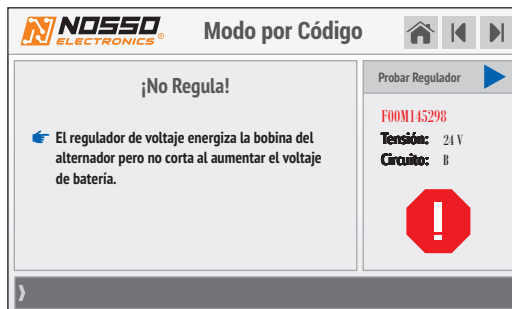 NOSSO
ELECTRONICS®
Modo por Código
¡No Regula!
El regulador de voltaje energiza la bobina del
alternador pero no corta al aumentar el voltaje
de batería.
Probar Regulador
F00M145298
Tensión: 24 V
Circuito: B
!